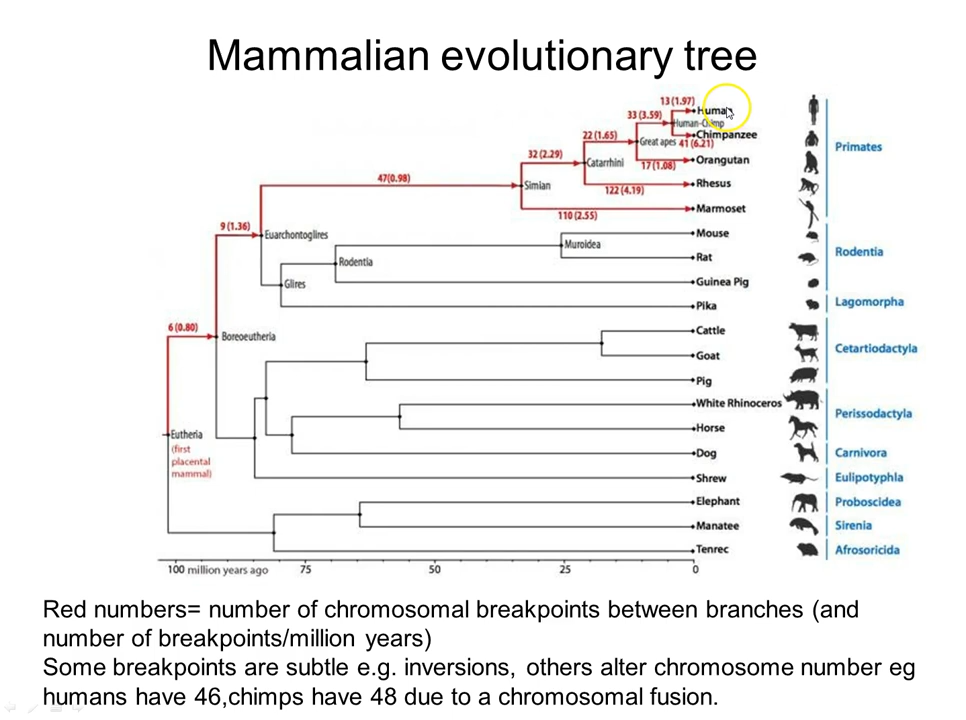 Mammalian evolutionary tree
13 (1.97)
Human
33 (3.59)
Human-Chimp
Chimpanzee
22 (1.65)
Great apes
41 (6.21)
Primates
32 (2.29)
Catarrhini
17 (1.08)
Orangutan
47(0.98)
Simian
122 (4.19)
Rhesus
110 (2.55)
Marmoset
9 (1.36)
Euarchontoglires
Mouse
Muroidea
Rodentia
Rat
Rodentia
Glires
Guinea Pig
Pika
Lagomorpha
6 (0.80)
Boreoeutheria
Cattle
Goat
Cetartiodactyla
Pig
White Rhinoceros
Perissodactyla
Horse
Eutheria
(first
placental
mammal)
Dog
Carnivora
Shrew
Eulipotyphla
Elephant
Proboscidea
Manatee
Sirenia
Tenrec
Afrosoricida
100 million years ago 75 50 25 0
Red numbers= number of chromosomal breakpoints between branches (and
number of breakpoints/million years)
Some breakpoints are subtle e.g. inversions, others alter chromosome number eg
humans have 46,chimps have 48 due to a chromosomal fusion.